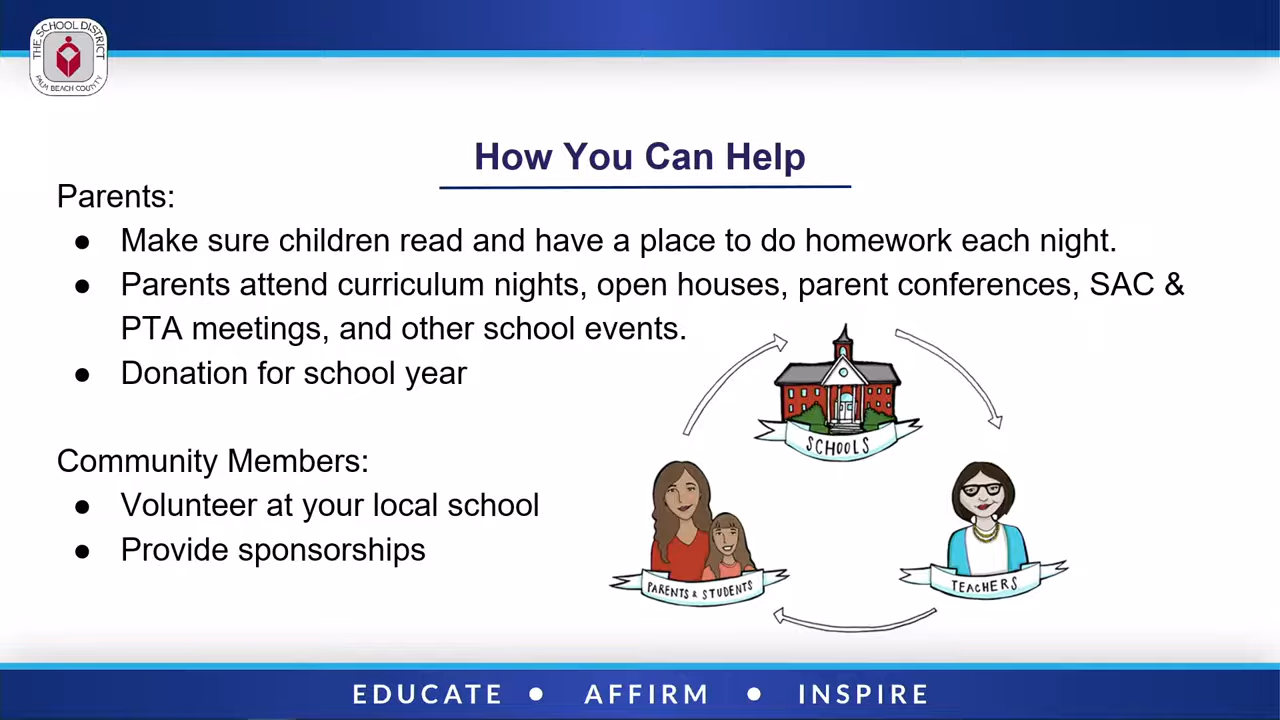 THE SCHOOL DISTRICT
PALM BEACH COUNTY
How You Can Help
Parents:
● Make sure children read and have a place to do homework each night.
● Parents attend curriculum nights, open houses, parent conferences, SAC &
PTA meetings, and other school events.
● Donation for school year
Community Members:
● Volunteer at your local school
● Provide sponsorships
SCHOOLS
PARENTS & STUDENTS
TEACHERS
EDUCATE ● AFFIRM ● INSPIRE